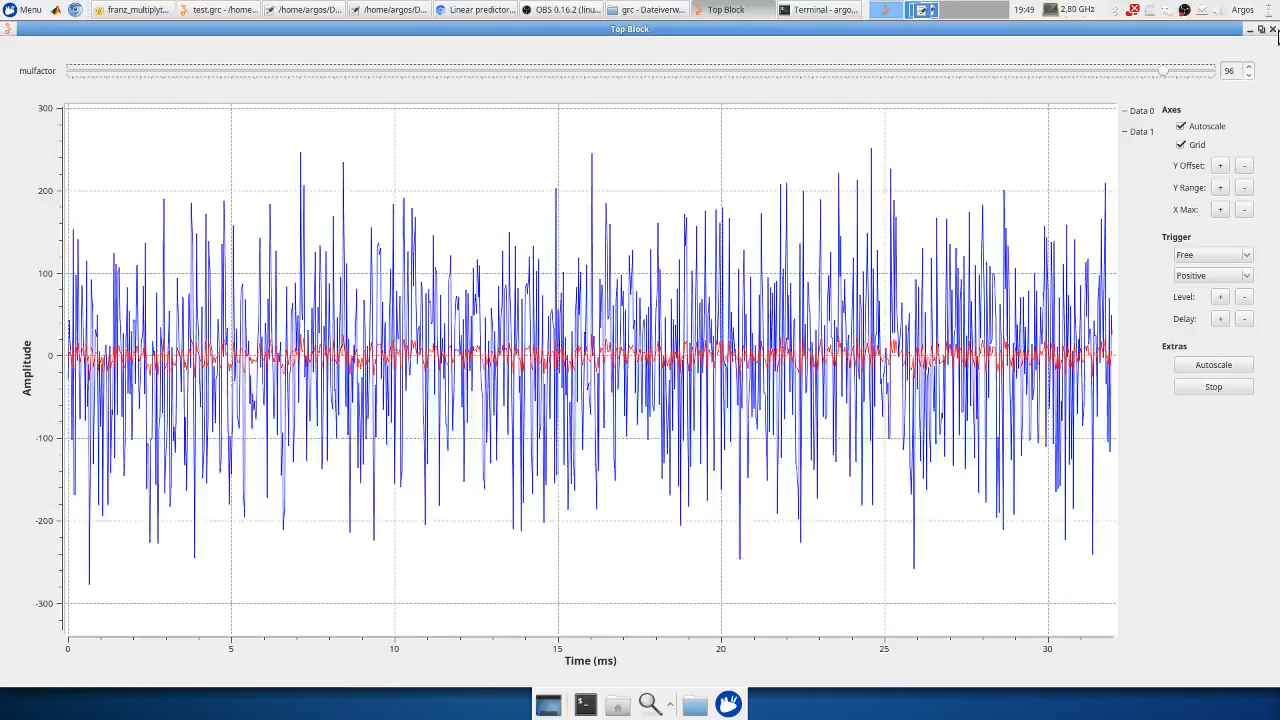 Menu franz_multiplyt... test.grc - /home... /home/argos/D... /home/argos/D... Linear predictor... OBS 0.16.2 (linu... grc - Dateiverw... Top Block Terminal - argo... 19:49 2,80 GHz Argos
Top Block
mulfactor 96
300
200
100
0
-100
-200
-300
Amplitude
0 5 10 15 20 25 30
Time (ms)
Data 0
Data 1
Axes
Autoscale
Grid
Y Offset: + -
Y Range: + -
X Max: + -
Trigger
Free
Positive
Level: + -
Delay: + -
Extras
Autoscale
Stop